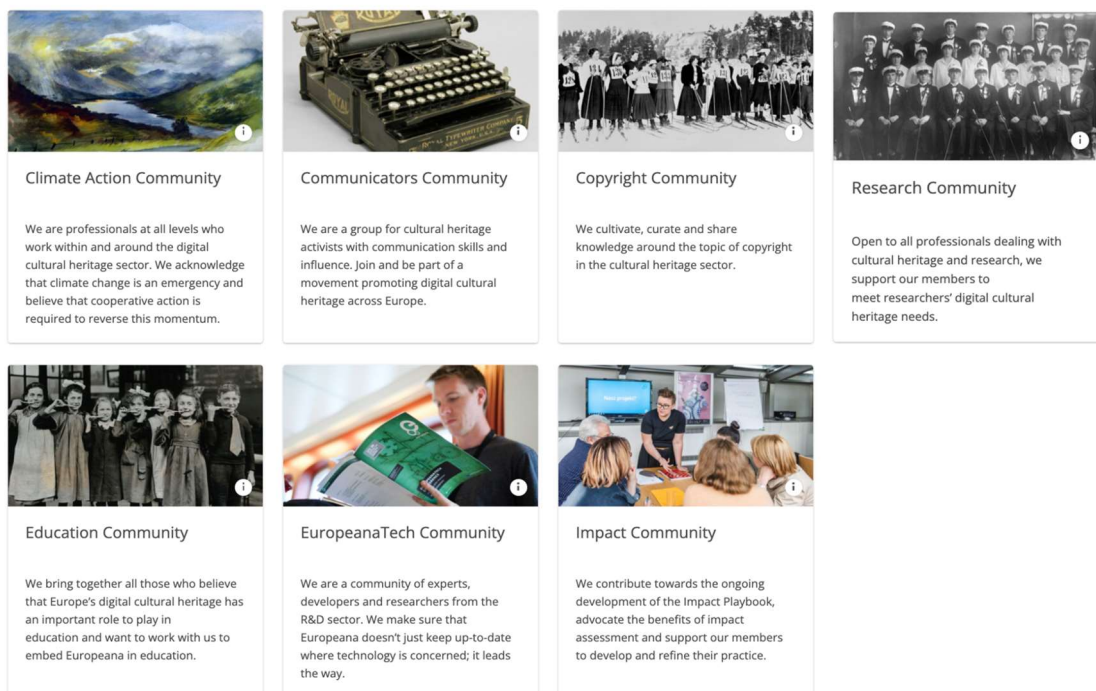 ROYAL
ROYAL
ROYAL TYPEWRITER COMPANY
NEW YORK, U.S.A.
Climate Action Community
We are professionals at all levels who
work within and around the digital
cultural heritage sector. We acknowledge
that climate change is an emergency and
believe that cooperative action is
required to reverse this momentum.
Communicators Community
We are a group for cultural heritage
activists with communication skills and
influence. Join and be part of a
movement promoting digital cultural
heritage across Europe.
Copyright Community
We cultivate, curate and share
knowledge around the topic of copyright
in the cultural heritage sector.
Research Community
Open to all professionals dealing with
cultural heritage and research, we
support our members to
meet researchers’ digital cultural
heritage needs.
Education Community
We bring together all those who believe
that Europe’s digital cultural heritage has
an important role to play in
education and want to work with us to
embed Europeana in education.
EuropeanaTech Community
We are a community of experts,
developers and researchers from the
R&D sector. We make sure that
Europeana doesn’t just keep up-to-date
where technology is concerned; it leads
the way.
Impact Community
We contribute towards the ongoing
development of the Impact Playbook,
advocate the benefits of impact
assessment and support our members
to develop and refine their practice.